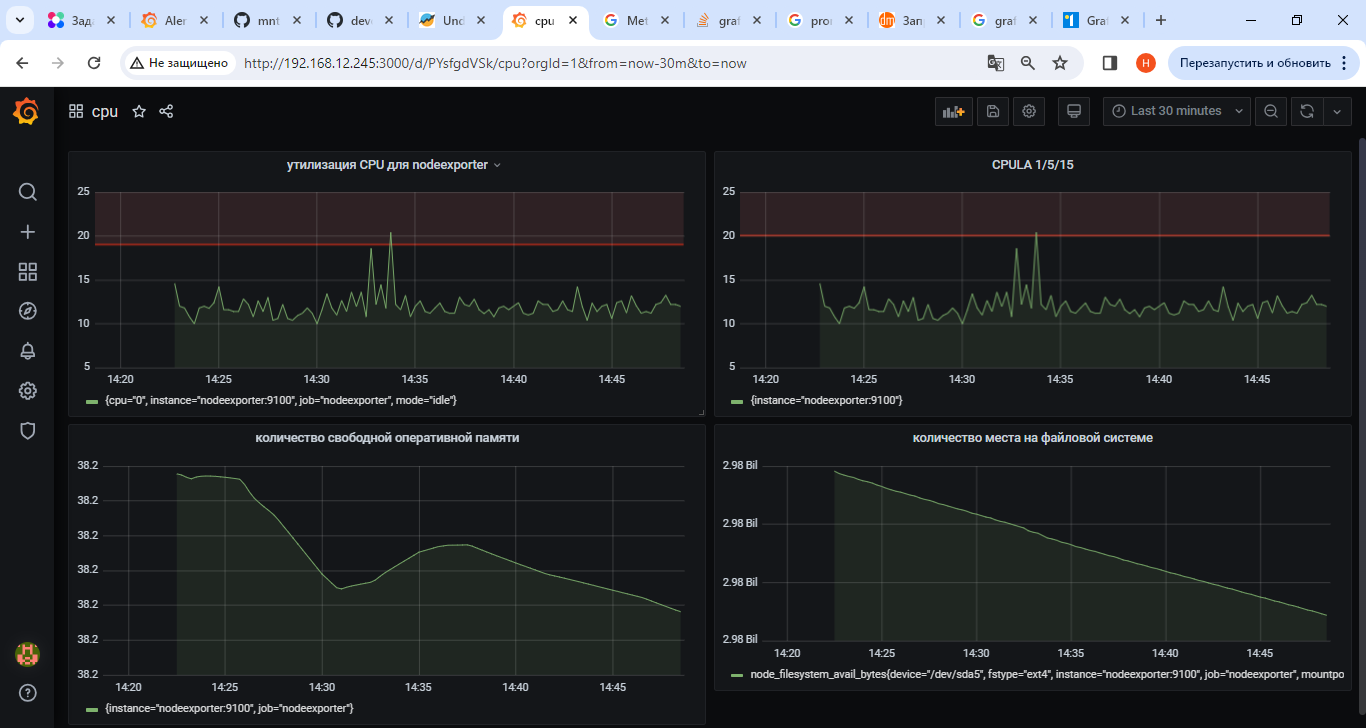 Зада
Aler
mnt
dev
Und
cpu
Met
graf
pro
Зап
graf
Graf
Не защищено
http://192.168.12.245:3000/d/PYsfgdVSk/cpu?orgId=1&from=now-30m&to=now
H
Перезапустить и обновить
cpu
Last 30 minutes
утилизация CPU для nodeexporter
25
20
15
10
5
14:20 14:25 14:30 14:35 14:40 14:45
{cpu="0", instance="nodeexporter:9100", job="nodeexporter", mode="idle"}
CPULA 1/5/15
25
20
15
10
5
14:20 14:25 14:30 14:35 14:40 14:45
{instance="nodeexporter:9100"}
количество свободной оперативной памяти
38.2
38.2
38.2
38.2
38.2
38.2
38.2
14:20 14:25 14:30 14:35 14:40 14:45
{instance="nodeexporter:9100", job="nodeexporter"}
количество места на файловой системе
2.98 Bil
2.98 Bil
2.98 Bil
2.98 Bil
14:20 14:25 14:30 14:35 14:40 14:45
node_filesystem_avail_bytes{device="/dev/sda5", fstype="ext4", instance="nodeexporter:9100", job="nodeexporter", mountpo